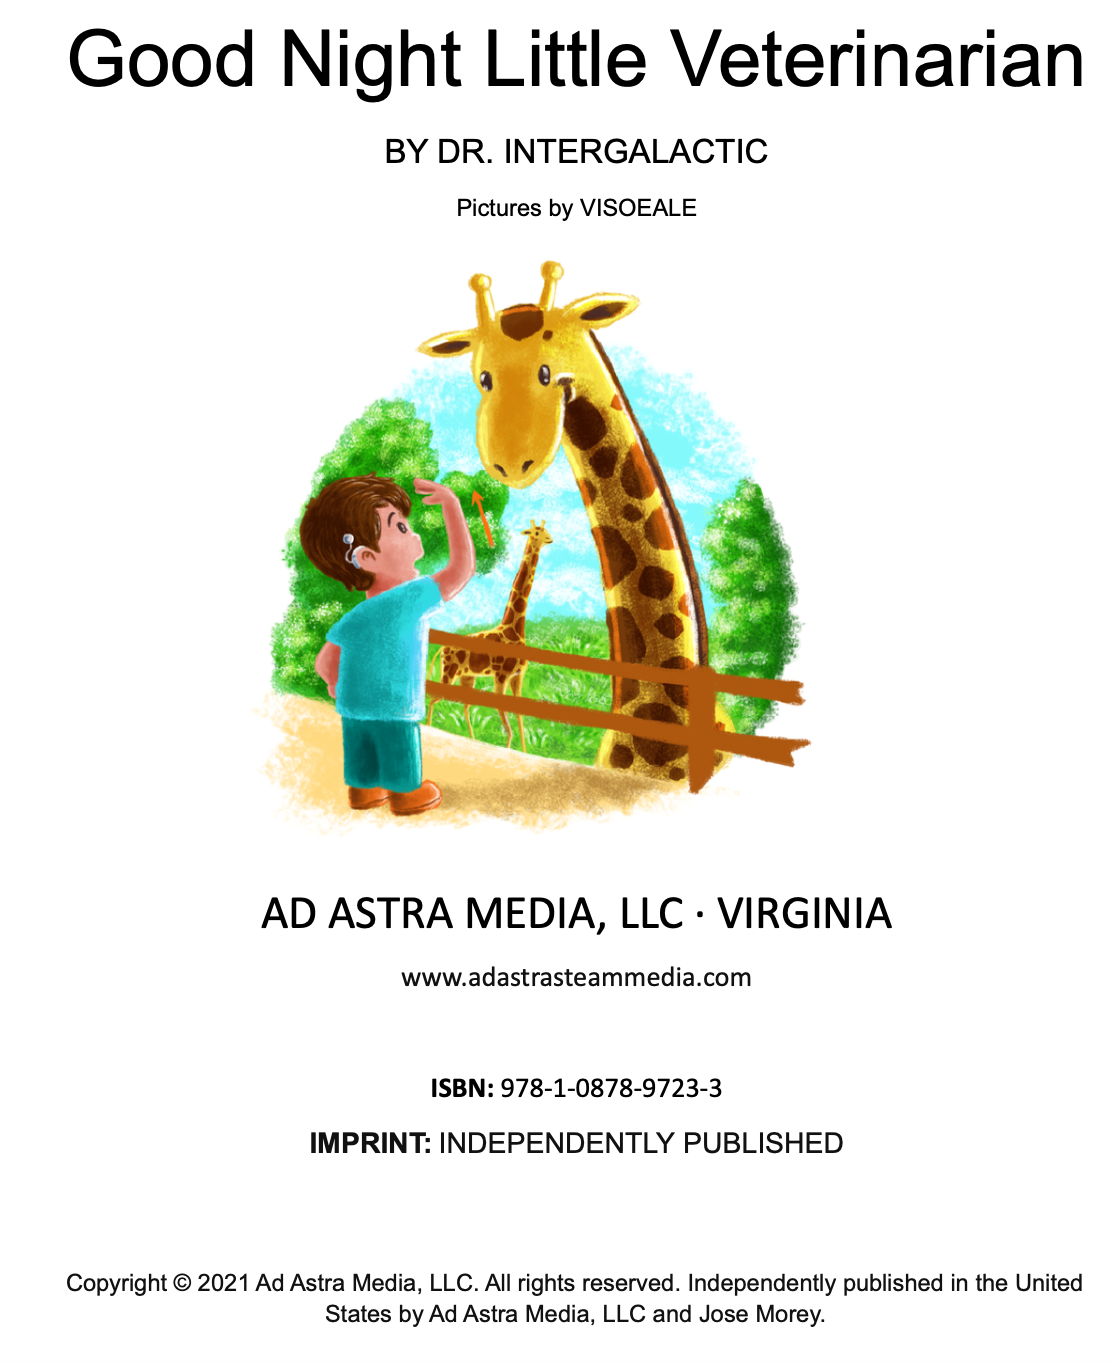 Good Night Little Veterinarian
BY DR. INTERGALACTIC
Pictures by VISOEALE
AD ASTRA MEDIA, LLC · VIRGINIA
www.adastrasteammedia.com
ISBN: 978-1-0878-9723-3
IMPRINT: INDEPENDENTLY PUBLISHED
Copyright © 2021 Ad Astra Media, LLC. All rights reserved. Independently published in the United
States by Ad Astra Media, LLC and Jose Morey.